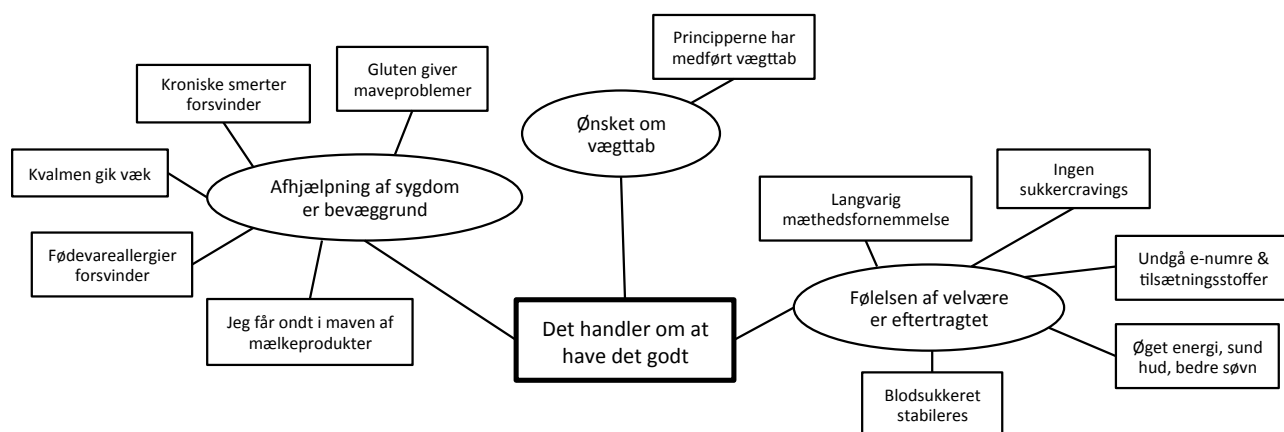 Principperne har
medført vægttab
Kroniske smerter
forsvinder
Gluten giver
maveproblemer
Ønsket om
vægttab
Kvalmen gik væk
Afhjælpning af sygdom
er bevæggrund
Langvarig
mæthedsfornemmelse
Ingen
sukkercravings
Fødevareallergier
forsvinder
Undgå e-numre &
tilsætningsstoffer
Jeg får ondt i maven af
mælkeprodukter
Det handler om at
have det godt
Følelsen af velvære
er eftertragtet
Øget energi, sund
hud, bedre søvn
Blodsukkeret
stabileres